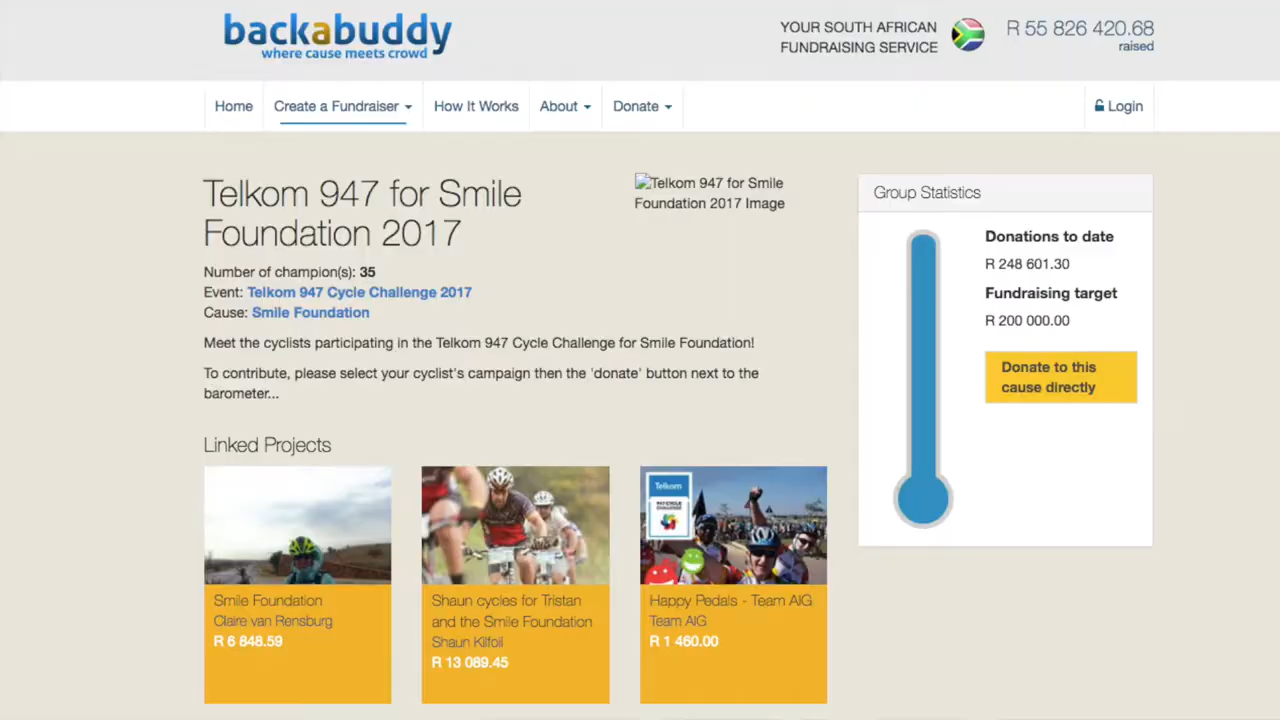 backabuddy
where cause meets crowd
YOUR SOUTH AFRICAN
FUNDRAISING SERVICE
R 55 826 420.68
raised
Home
Create a Fundraiser
How It Works
About
Donate
Login
Telkom 947 for Smile
Foundation 2017
Number of champion(s): 35
Event: Telkom 947 Cycle Challenge 2017
Cause: Smile Foundation
Meet the cyclists participating in the Telkom 947 Cycle Challenge for Smile Foundation!
To contribute, please select your cyclist's campaign then the 'donate' button next to the
barometer...
Telkom 947 for Smile
Foundation 2017 Image
Group Statistics
Donations to date
R 248 601.30
Fundraising target
R 200 000.00
Donate to this
cause directly
Linked Projects
Smile Foundation
Claire van Rensburg
R 6 848.59
Shaun cycles for Tristan
and the Smile Foundation
Shaun Kilfoil
R 13 089.45
Telkom
Happy Pedals - Team AIG
Team AIG
R 1 460.00